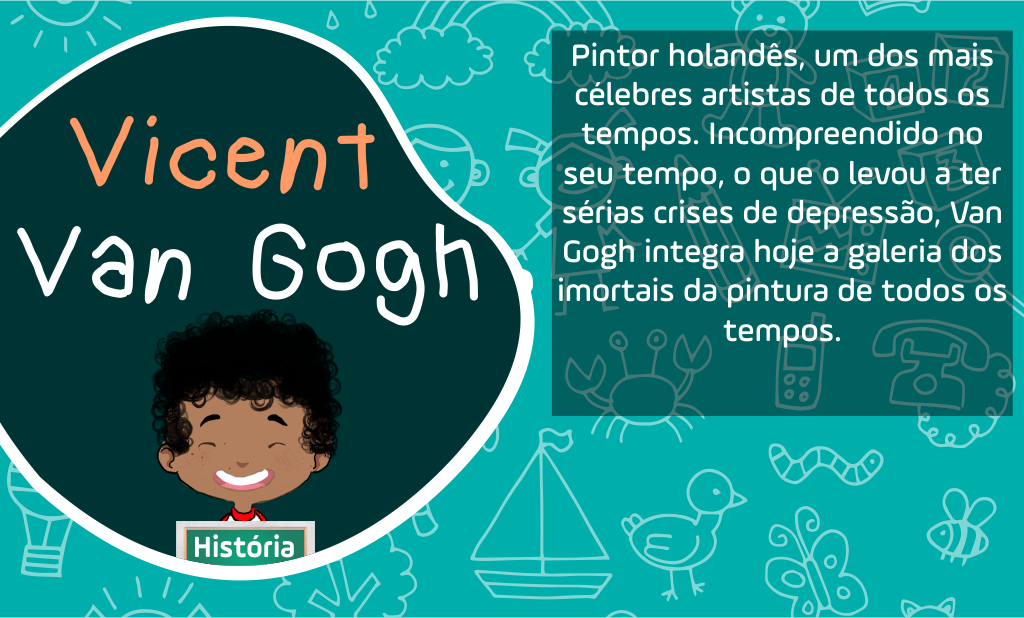 Vicent
Van Gogh
História
Pintor holandês, um dos mais
célebres artistas de todos os
tempos. Incompreendido no
seu tempo, o que o levou a ter
sérias crises de depressão, Van
Gogh integra hoje a galeria dos
imortais da pintura de todos os
tempos.